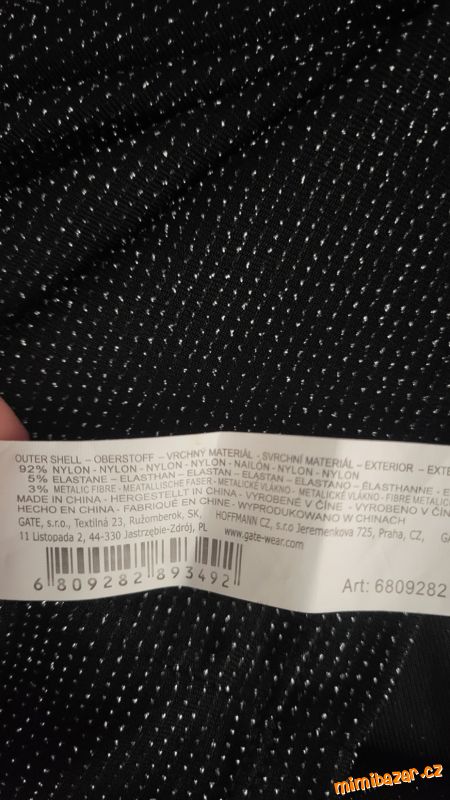 OUTER SHELL – OBERSTOFF – VRCHNÝ MATERIÁL - SVRCHNÍ MATERIÁL – EXTERIOR –
92% NYLON - NYLON - NYLON - NYLON - NAILÓN - NYLON - NYLON
5% ELASTANE – ELASTHAN – ELASTAN – ELASTAN – ELASTANO – ELASTHANNE -
3% METALIC FIBRE - MEATALLISCHE FASER - METALICKÉ VLÁKNO - METALICKÉ VLÁKNO - FIBRE METALIC
MADE IN CHINA - HERGESTELLT IN CHINA - VYROBENÉ V ČÍNE - VYROBENO V
HECHO EN CHINA - FABRIQUÉ EN CHINE - WYPRODUKOWANO W CHINACH
GATE, s.r.o., Textilná 23, Ružomberok, SK, HOFFMANN CZ, s.r.o Jeremenkova 725, Praha, CZ,
11 Listopada 2, 44-330 Jastrzębie-Zdrój, PL www.gate-wear.com
6 809282 893492
Art: 6809282
mimibazar.cz